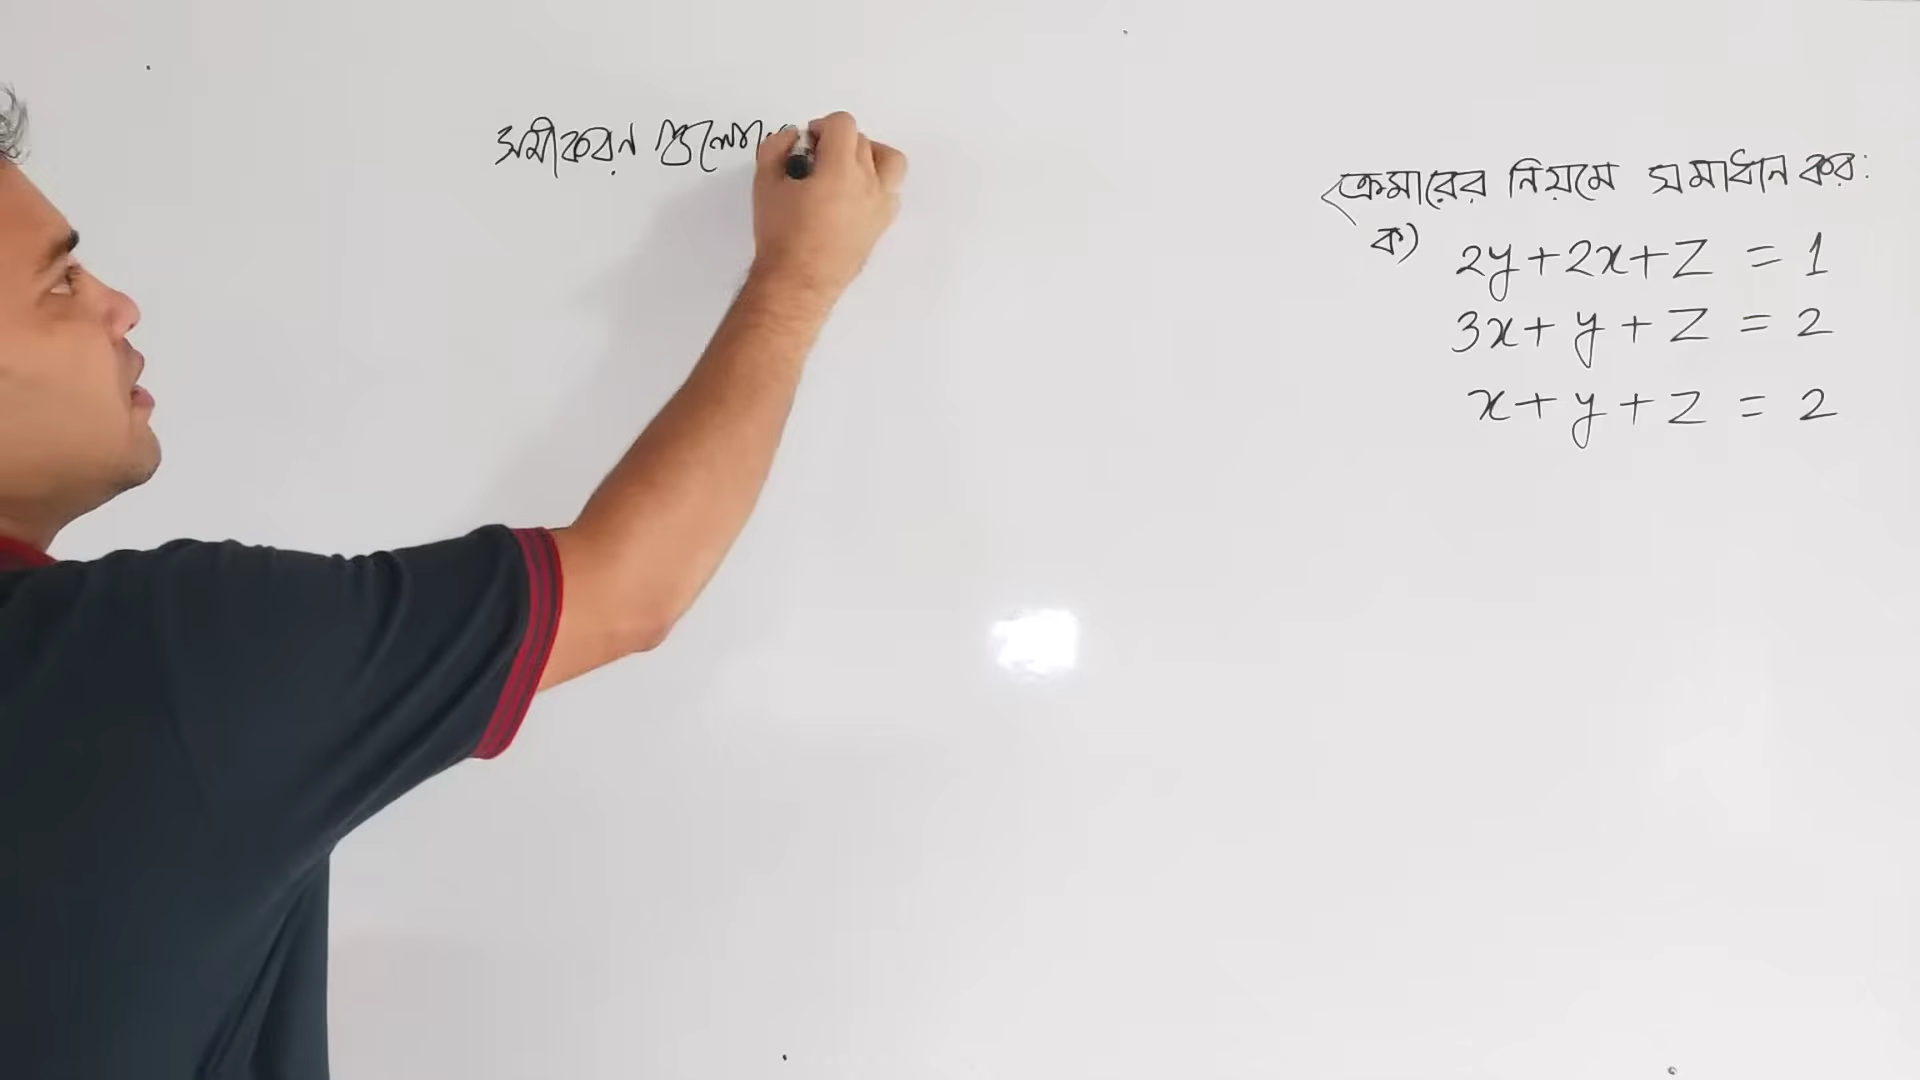 সমীকরণ গুলোকে
ক্রেমারের নিয়মে সমাধান কর:
ক) 2y+2x+Z = 1
3x+y+Z = 2
x+y+Z = 2